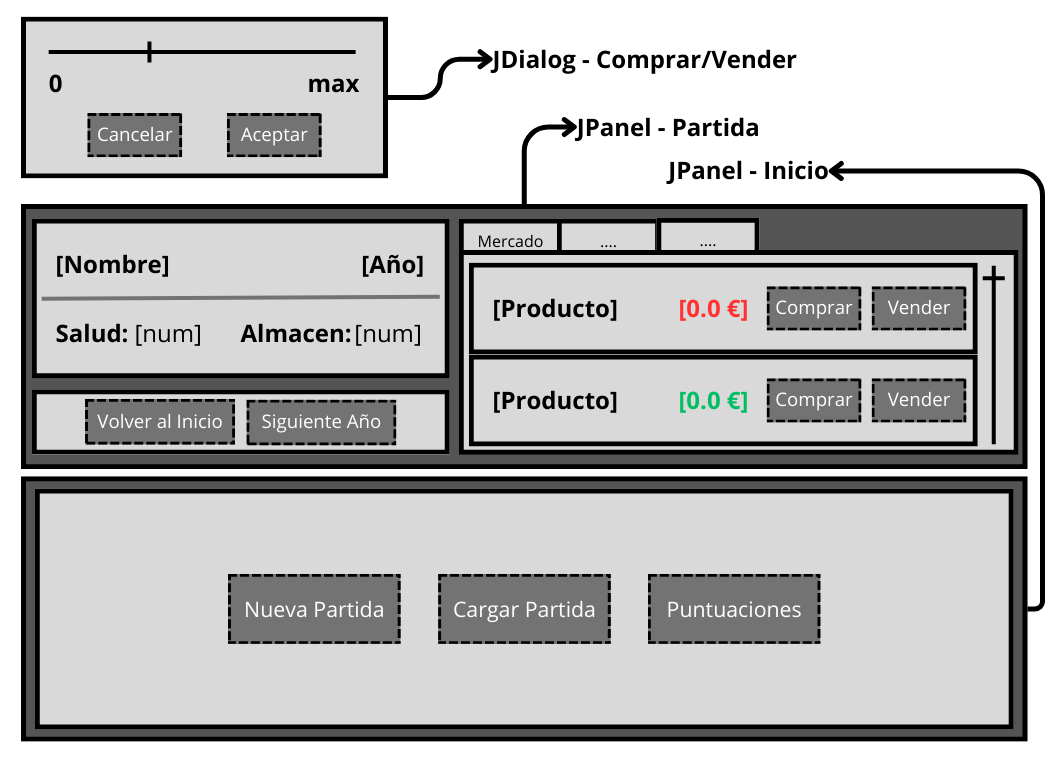 0 max
Cancelar Aceptar
JDialog - Comprar/Vender
JPanel - Partida
JPanel - Inicio
[Nombre] [Año]
Salud: [num] Almacen: [num]
Volver al Inicio Siguiente Año
Mercado .... ....
[Producto] [0.0 €] Comprar Vender
[Producto] [0.0 €] Comprar Vender
Nueva Partida Cargar Partida Puntuaciones